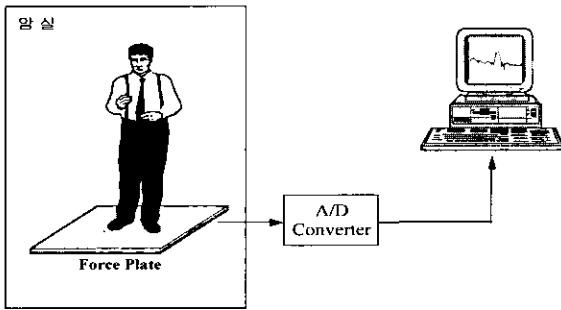 암 실
A/D
Converter
Force Plate